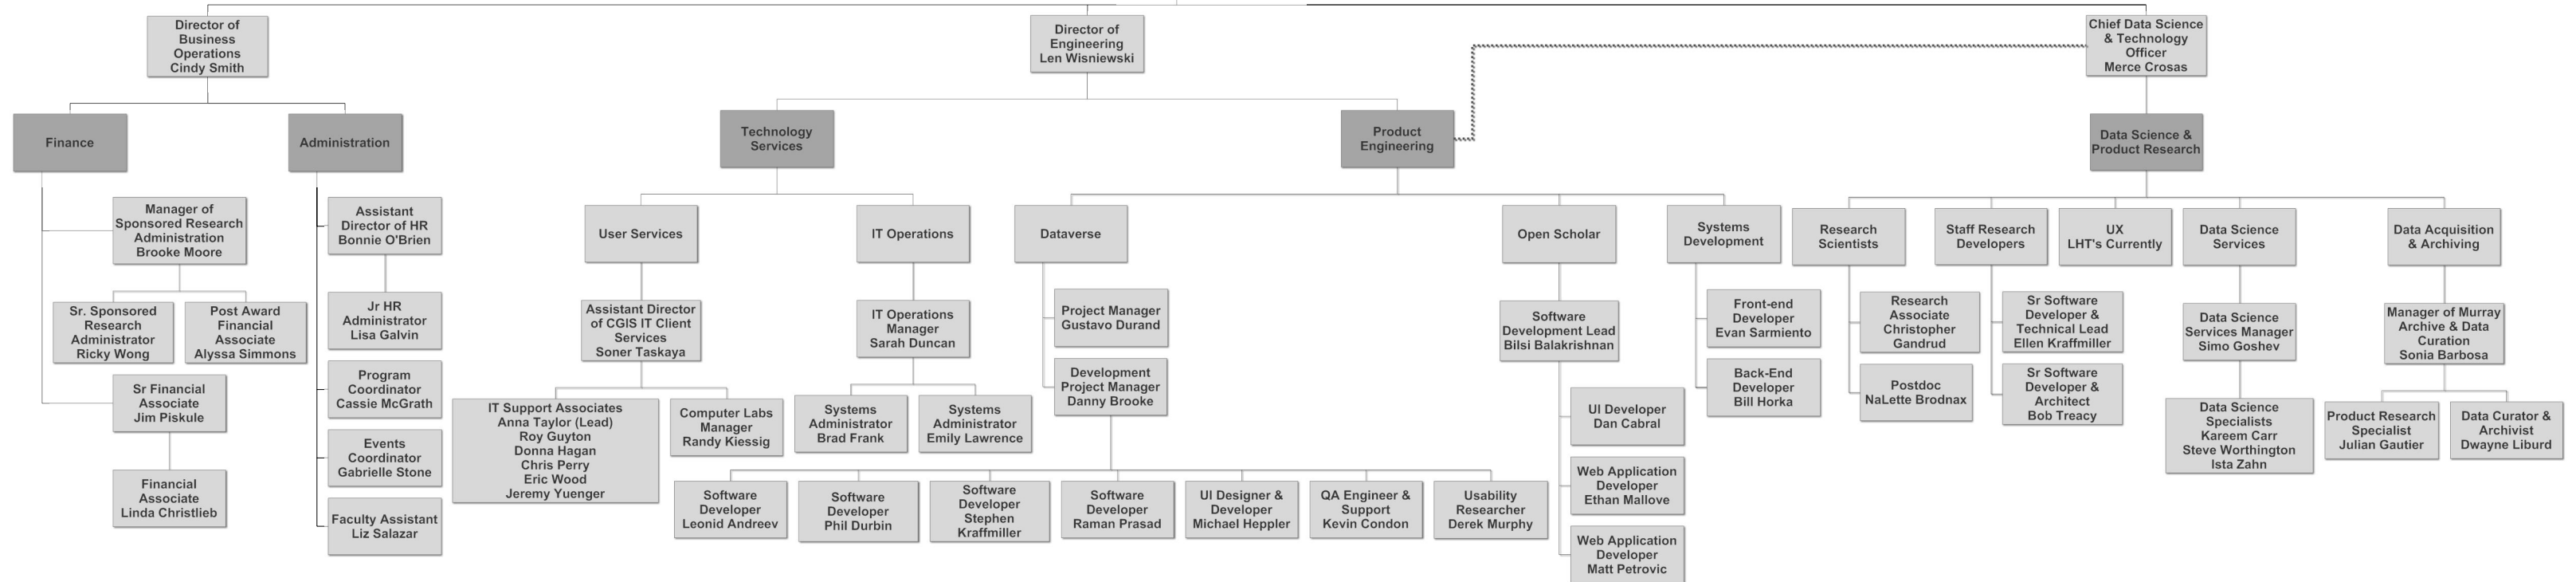 Director of
Business
Operations
Cindy Smith
Director of
Engineering
Len Wisniewski
Chief Data Science
& Technology
Officer
Merce Crosas
Finance
Administration
Technology
Services
Product
Engineering
Data Science &
Product Research
Manager of
Sponsored Research
Administration
Brooke Moore
Sr. Sponsored
Research
Administrator
Ricky Wong
Post Award
Financial
Associate
Alyssa Simmons
Sr Financial
Associate
Jim Piskule
Financial
Associate
Linda Christlieb
Assistant
Director of HR
Bonnie O'Brien
Jr HR
Administrator
Lisa Galvin
Program
Coordinator
Cassie McGrath
Events
Coordinator
Gabrielle Stone
Faculty Assistant
Liz Salazar
User Services
Assistant Director
of CGIS IT Client
Services
Soner Taskaya
IT Support Associates
Anna Taylor (Lead)
Roy Guyton
Donna Hagan
Chris Perry
Eric Wood
Jeremy Yuenger
Computer Labs
Manager
Randy Kiessig
IT Operations
IT Operations
Manager
Sarah Duncan
Systems
Administrator
Brad Frank
Systems
Administrator
Emily Lawrence
Dataverse
Project Manager
Gustavo Durand
Development
Project Manager
Danny Brooke
Software
Developer
Leonid Andreev
Software
Developer
Phil Durbin
Software
Developer
Stephen
Kraffmiller
Software
Developer
Raman Prasad
UI Designer &
Developer
Michael Heppler
QA Engineer &
Support
Kevin Condon
Usability
Researcher
Derek Murphy
Open Scholar
Software
Development Lead
Bilsi Balakrishnan
UI Developer
Dan Cabral
Web Application
Developer
Ethan Mallove
Web Application
Developer
Matt Petrovic
Systems
Development
Front-end
Developer
Evan Sarmiento
Back-End
Developer
Bill Horka
Research
Scientists
Research
Associate
Christopher
Gandrud
Postdoc
NaLette Brodnax
Staff Research
Developers
Sr Software
Developer &
Technical Lead
Ellen Kraffmiller
Sr Software
Developer &
Architect
Bob Treacy
UX
LHT's Currently
Data Science
Services
Data Science
Services Manager
Simo Goshev
Data Science
Specialists
Kareem Carr
Steve Worthington
Ista Zahn
Data Acquisition
& Archiving
Manager of Murray
Archive & Data
Curation
Sonia Barbosa
Product Research
Specialist
Julian Gautier
Data Curator &
Archivist
Dwayne Liburd